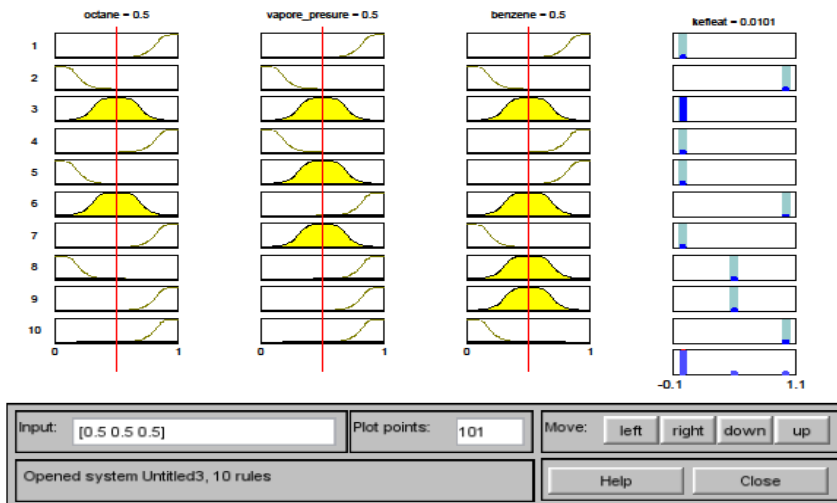 octane = 0.5 vapore_presure = 0.5 benzene = 0.5 kefieat = 0.0101
1
2
3
4
5
6
7
8
9
10
0 1 0 1 0 1
-0.1 1.1
Input: [0.5 0.5 0.5] Plot points: 101 Move: left right down up
Opened system Untitled3, 10 rules Help Close